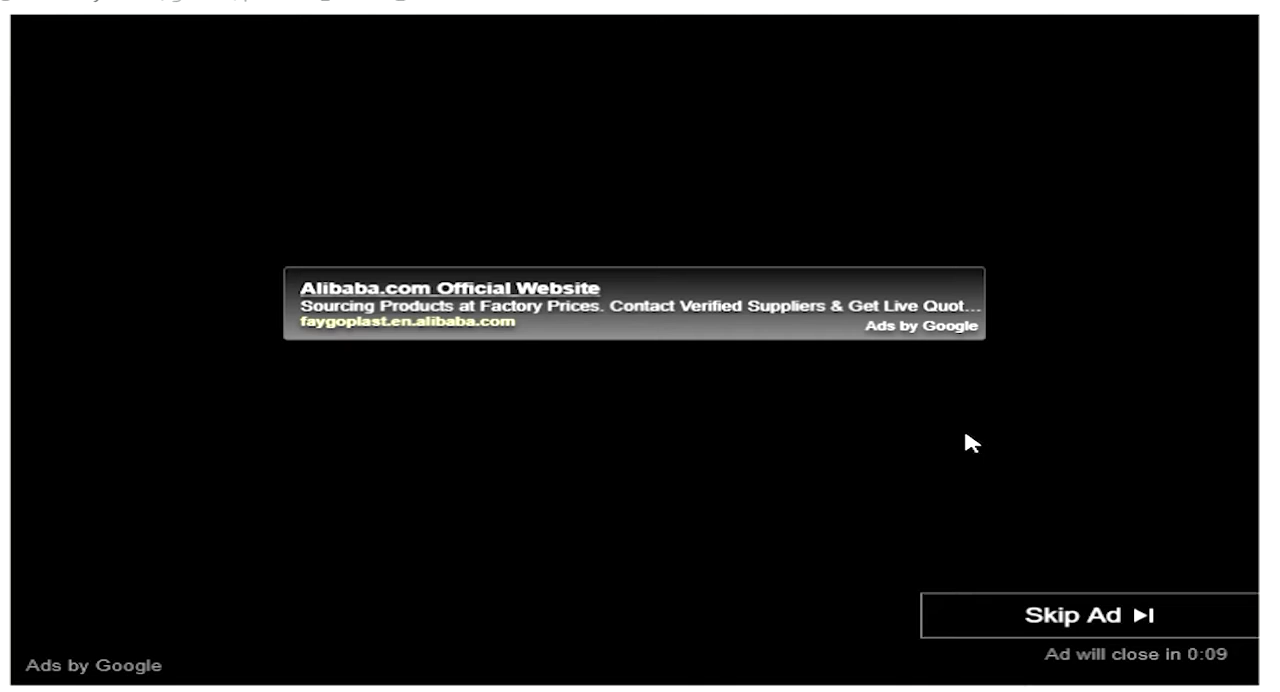 Alibaba.com Official Website
Sourcing Products at Factory Prices. Contact Verified Suppliers & Get Live Quot...
faygoplast.en.alibaba.com
Ads by Google
Skip Ad
Ad will close in 0:09
Ads by Google